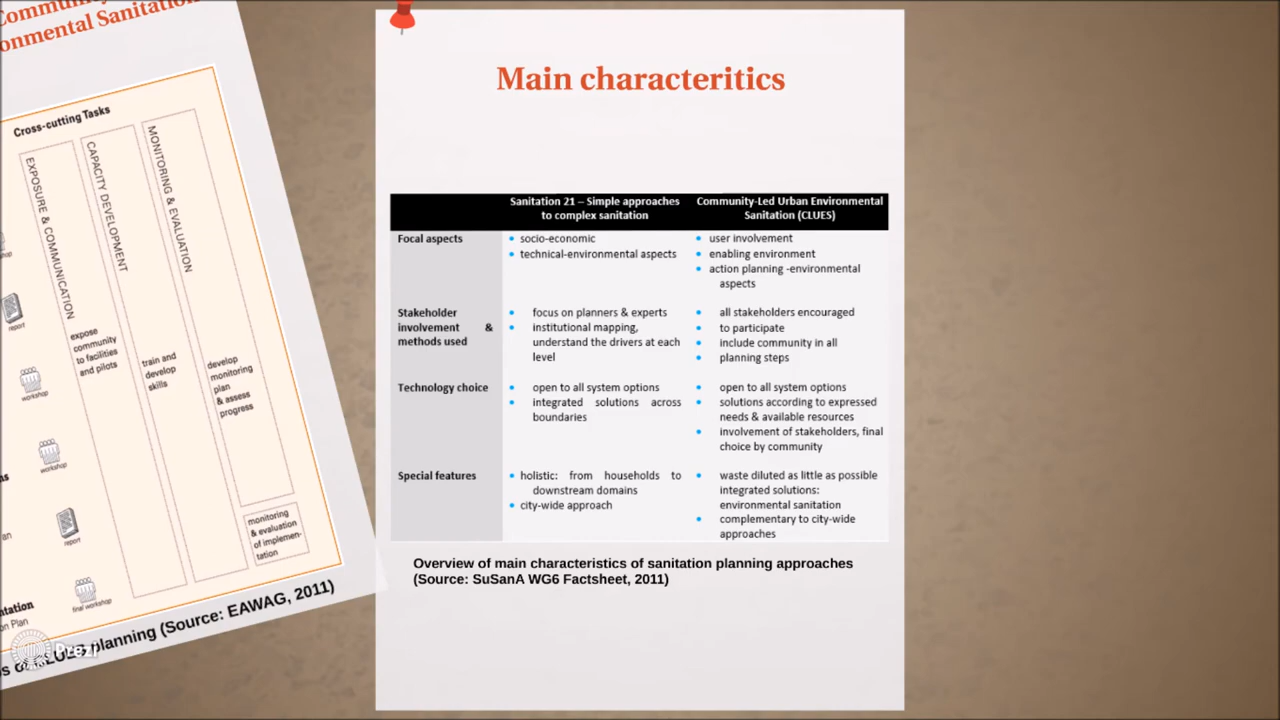 Community
onmental Sanitation
Cross-cutting Tasks
EXPOSURE & COMMUNICATION
CAPACITY DEVELOPMENT
MONITORING & EVALUATION
expose
community
to facilities
and pilots
train and
develop
skills
develop
monitoring
plan
& assess
progress
monitoring
& evaluation
of implemen-
tation
report
workshop
workshop
report
final workshop
ntation
on Plan
planning (Source: EAWAG, 2011)
Prezi
Main characteritics
Sanitation 21 – Simple approaches
to complex sanitation
Community-Led Urban Environmental
Sanitation (CLUES)
Focal aspects
• socio-economic
• technical-environmental aspects
• user involvement
• enabling environment
• action planning -environmental
aspects
Stakeholder
involvement &
methods used
• focus on planners & experts
• institutional mapping,
understand the drivers at each
level
• all stakeholders encouraged
• to participate
• include community in all
• planning steps
Technology choice
• open to all system options
• integrated solutions across
boundaries
• open to all system options
• solutions according to expressed
needs & available resources
• involvement of stakeholders, final
choice by community
Special features
• holistic: from households to
downstream domains
• city-wide approach
• waste diluted as little as possible
integrated solutions:
environmental sanitation
• complementary to city-wide
approaches
Overview of main characteristics of sanitation planning approaches
(Source: SuSanA WG6 Factsheet, 2011)